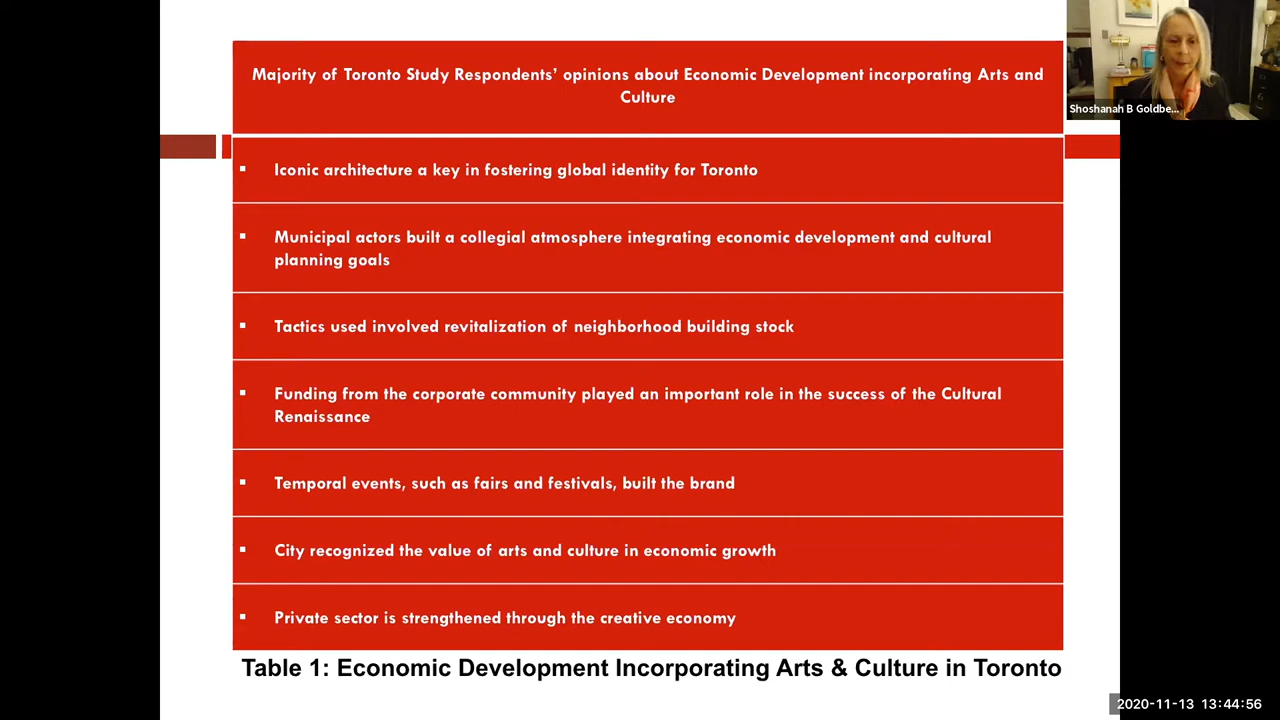 Majority of Toronto Study Respondents’ opinions about Economic Development incorporating Arts and
Culture
Shoshanah B Goldbe...
▪ Iconic architecture a key in fostering global identity for Toronto
▪ Municipal actors built a collegial atmosphere integrating economic development and cultural
planning goals
▪ Tactics used involved revitalization of neighborhood building stock
▪ Funding from the corporate community played an important role in the success of the Cultural
Renaissance
▪ Temporal events, such as fairs and festivals, built the brand
▪ City recognized the value of arts and culture in economic growth
▪ Private sector is strengthened through the creative economy
Table 1: Economic Development Incorporating Arts & Culture in Toronto
2020-11-13 13:44:56